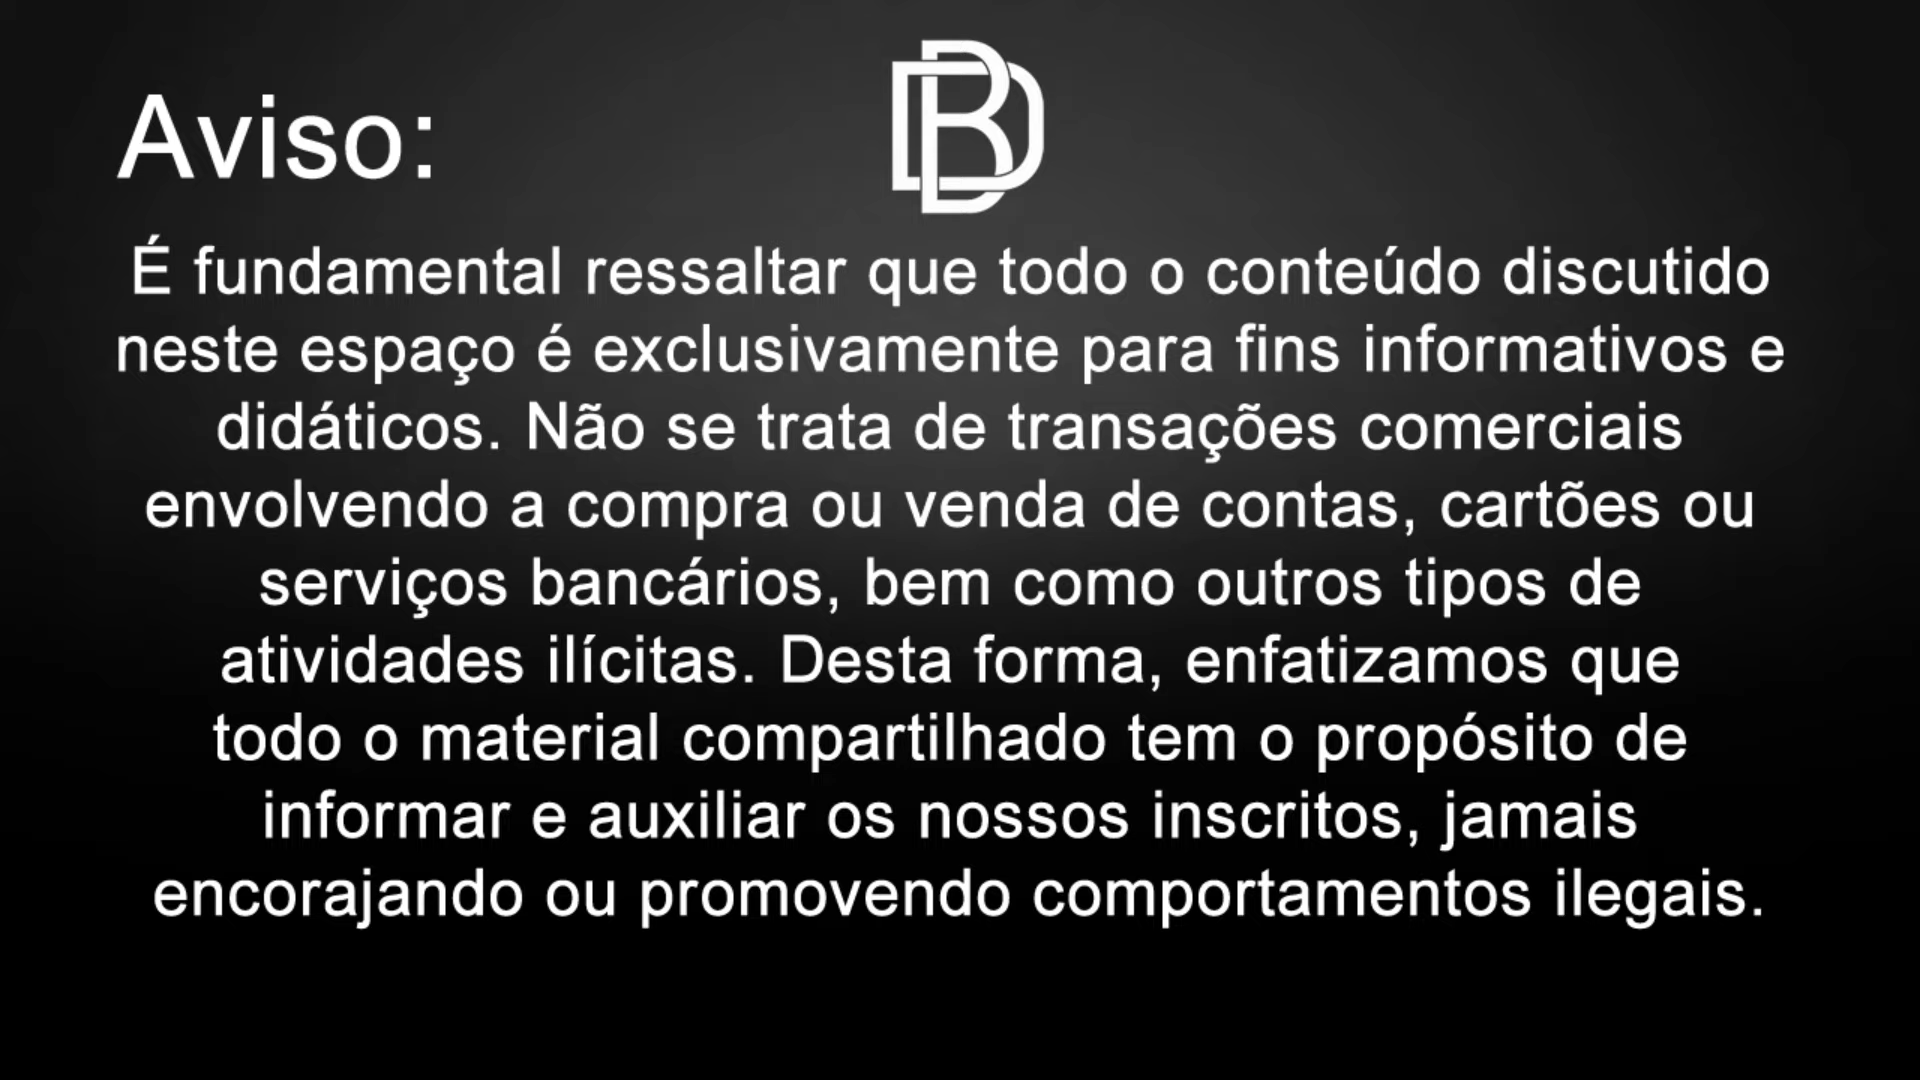 BD
Aviso:
É fundamental ressaltar que todo o conteúdo discutido
neste espaço é exclusivamente para fins informativos e
didáticos. Não se trata de transações comerciais
envolvendo a compra ou venda de contas, cartões ou
serviços bancários, bem como outros tipos de
atividades ilícitas. Desta forma, enfatizamos que
todo o material compartilhado tem o propósito de
informar e auxiliar os nossos inscritos, jamais
encorajando ou promovendo comportamentos ilegais.